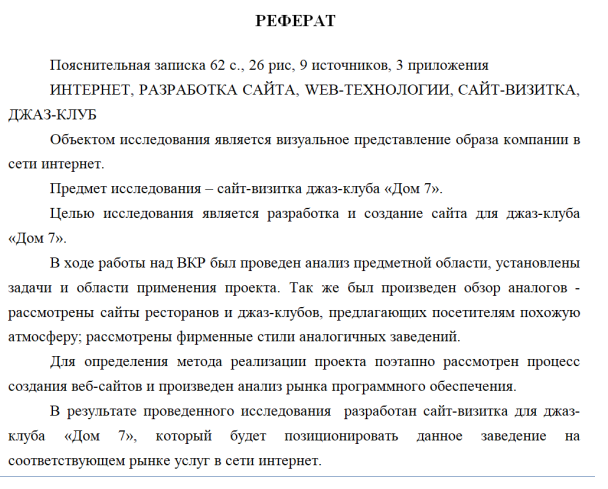 РЕФЕРАТ
Пояснительная записка 62 с., 26 рис, 9 источников, 3 приложения
ИНТЕРНЕТ, РАЗРАБОТКА САЙТА, WEB-ТЕХНОЛОГИИ, САЙТ-ВИЗИТКА,
ДЖАЗ-КЛУБ
Объектом исследования является визуальное представление образа компании в
сети интернет.
Предмет исследования – сайт-визитка джаз-клуба «Дом 7».
Целью исследования является разработка и создание сайта для джаз-клуба
«Дом 7».
В ходе работы над ВКР был проведен анализ предметной области, установлены
задачи и области применения проекта. Так же был произведен обзор аналогов -
рассмотрены сайты ресторанов и джаз-клубов, предлагающих посетителям похожую
атмосферу; рассмотрены фирменные стили аналогичных заведений.
Для определения метода реализации проекта поэтапно рассмотрен процесс
создания веб-сайтов и произведен анализ рынка программного обеспечения.
В результате проведенного исследования  разработан сайт-визитка для джаз-
клуба «Дом 7», который будет позиционировать данное заведение на
соответствующем рынке услуг в сети интернет.